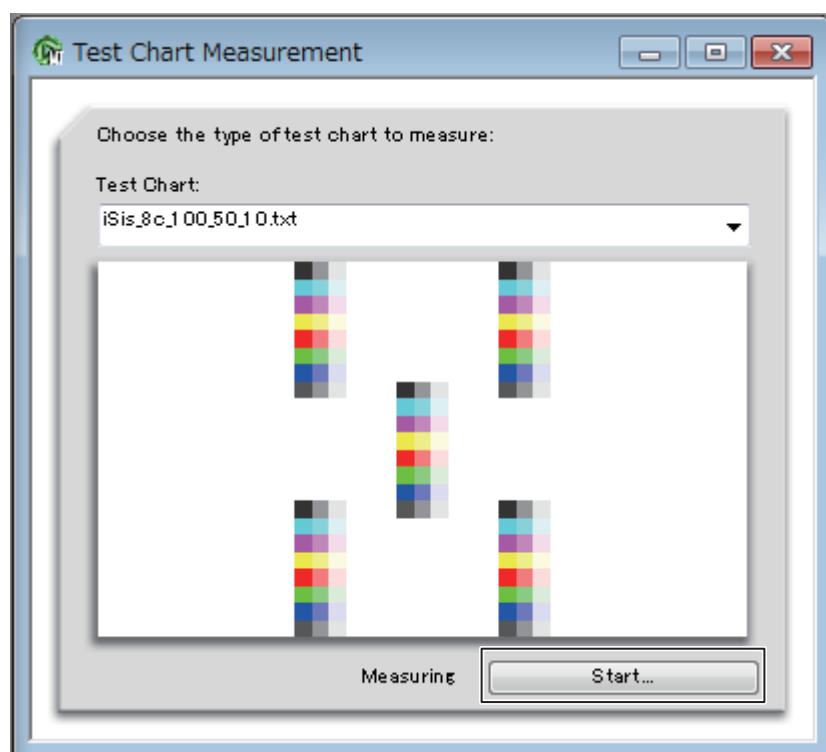 Test Chart Measurement
Choose the type of test chart to measure:
Test Chart:
iSis_8c_100_50_10.txt
Measuring Start...